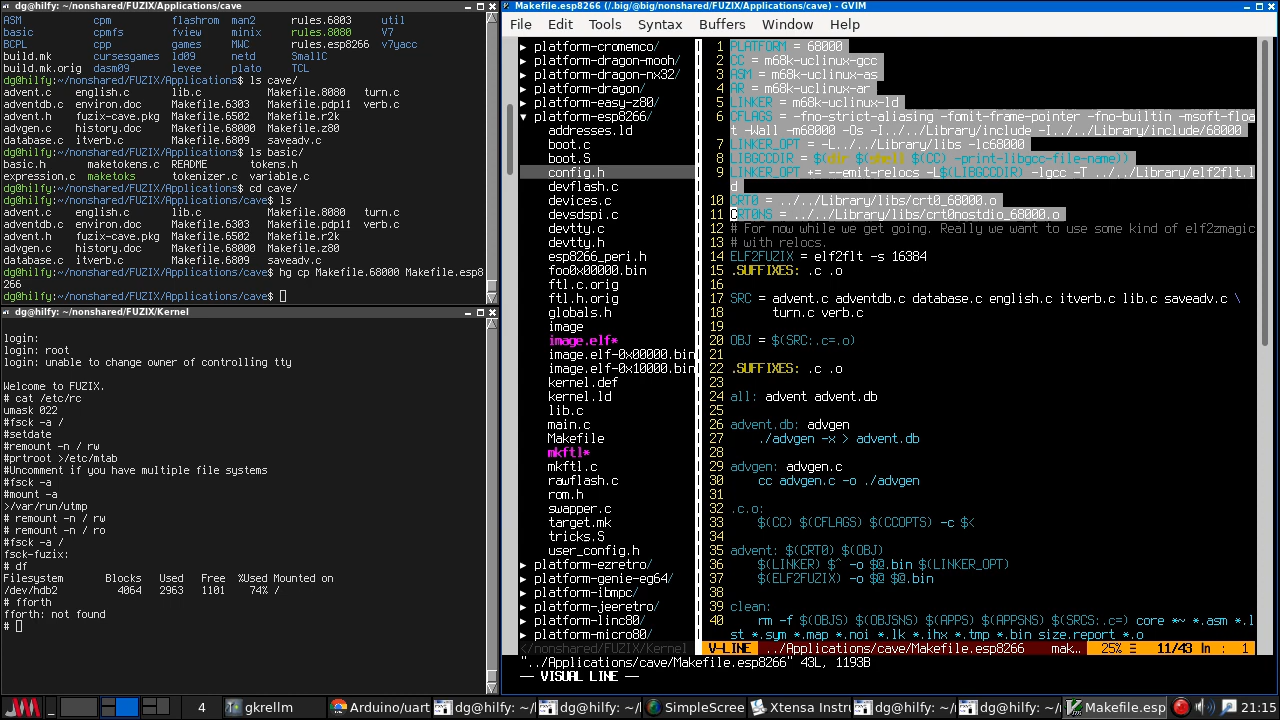 dg@hilfy: ~/nonshared/FUZIX/Applications/cave
ASM cpm flashrom man2 rules.6803 util
basic cpmfs fview minix rules.8080 V7
BCPL cpp games MWC rules.esp8266 v7yacc
build.mk cursesgames ld09 netd SmallC
build.mk.orig dasm09 levee plato TCL
dg@hilfy:~/nonshared/FUZIX/Applications$ ls cave/
advent.c english.c lib.c Makefile.8080 turn.c
adventdb.c environ.doc Makefile.6303 Makefile.pdp11 verb.c
advent.h fuzix-cave.pkg Makefile.6502 Makefile.r2k
advgen.c history.doc Makefile.68000 Makefile.z80
database.c itverb.c Makefile.6809 saveadv.c
dg@hilfy:~/nonshared/FUZIX/Applications$ ls basic/
basic.h maketokens.c README tokens.h
expression.c maketoks tokenizer.c variable.c
dg@hilfy:~/nonshared/FUZIX/Applications$ cd cave/
dg@hilfy:~/nonshared/FUZIX/Applications/cave$ ls
advent.c english.c lib.c Makefile.8080 turn.c
adventdb.c environ.doc Makefile.6303 Makefile.pdp11 verb.c
advent.h fuzix-cave.pkg Makefile.6502 Makefile.r2k
advgen.c history.doc Makefile.68000 Makefile.z80
database.c itverb.c Makefile.6809 saveadv.c
dg@hilfy:~/nonshared/FUZIX/Applications/cave$ hg cp Makefile.68000 Makefile.esp8
266
dg@hilfy:~/nonshared/FUZIX/Applications/cave$
dg@hilfy: ~/nonshared/FUZIX/Kernel
login:
login: root
login: unable to change owner of controlling tty
Welcome to FUZIX.
# cat /etc/rc
umask 022
#fsck -a /
#setdate
#remount -n / rw
#prtroot >/etc/mtab
#Uncomment if you have multiple file systems
#fsck -a
#mount -a
>/var/run/utmp
# remount -n / rw
# remount -n / ro
#fsck -a /
fsck-fuzix:
# df
Filesystem Blocks Used Free %Used Mounted on
/dev/hdb2 4064 2963 1101 74% /
# fforth
fforth: not found
#
Makefile.esp8266 (/.big/@big/nonshared/FUZIX/Applications/cave) - GVIM
File Edit Tools Syntax Buffers Window Help
▶ platform-cromemco/
▶ platform-dragon-mooh/
▶ platform-dragon-nx32/
▶ platform-dragon/
▶ platform-easy-z80/
▼ platform-esp8266/
addresses.ld
boot.c
boot.S
config.h
devflash.c
devices.c
devsdspi.c
devtty.c
devtty.h
esp8266_peri.h
foo0x00000.bin
ftl.c.orig
ftl.h.orig
globals.h
image
image.elf*
image.elf-0x00000.bin
image.elf-0x10000.bin
kernel.def
kernel.ld
lib.c
main.c
Makefile
mkftl*
mkftl.c
rawflash.c
rom.h
swapper.c
target.mk
tricks.S
user_config.h
▶ platform-ezretro/
▶ platform-genie-eg64/
▶ platform-ibmpc/
▶ platform-jeeretro/
▶ platform-linc80/
▶ platform-micro80/
</nonshared/FUZIX/Kernel
1 PLATFORM = 68000
2 CC = m68k-uclinux-gcc
3 ASM = m68k-uclinux-as
4 AR = m68k-uclinux-ar
5 LINKER = m68k-uclinux-ld
6 CFLAGS = -fno-strict-aliasing -fomit-frame-pointer -fno-builtin -msoft-floa
t -Wall -m68000 -Os -I../../Library/include -I../../Library/include/68000
7 LINKER_OPT = -L../../Library/libs -lc68000
8 LIBGCCDIR = $(dir $(shell $(CC) -print-libgcc-file-name))
9 LINKER_OPT += --emit-relocs -L$(LIBGCCDIR) -lgcc -T ../../Library/elf2flt.l
d
10 CRT0 = ../../Library/libs/crt0_68000.o
11 CRT0NS = ../../Library/libs/crt0nostdio_68000.o
12 # For now while we get going. Really we want to use some kind of elf2zmagic
13 # with relocs.
14 ELF2FUZIX = elf2flt -s 16384
15 .SUFFIXES: .c .o
16
17 SRC = advent.c adventdb.c database.c english.c itverb.c lib.c saveadv.c \
18 turn.c verb.c
19
20 OBJ = $(SRC:.c=.o)
21
22 .SUFFIXES: .c .o
23
24 all: advent advent.db
25
26 advent.db: advgen
27 ./advgen -x > advent.db
28
29 advgen: advgen.c
30 cc advgen.c -o ./advgen
31
32 .c.o:
33 $(CC) $(CFLAGS) $(CCOPTS) -c $<
34
35 advent: $(CRT0) $(OBJ)
36 $(LINKER) $^ -o $@.bin $(LINKER_OPT)
37 $(ELF2FUZIX) -o $@ $@.bin
38
39 clean:
40 rm -f $(OBJS) $(OBJSNS) $(APPS) $(APPSNS) $(SRCS:.c=) core *~ *.asm *.l
st *.sym *.map *.noi *.lk *.ihx *.tmp *.bin size.report *.o
V-LINE ../Applications/cave/Makefile.esp8266 mak… 25% ☰ 11/43 ln : 1
"../Applications/cave/Makefile.esp8266" 43L, 1193B
-- VISUAL LINE --
4 gkrellm Arduino/uart dg@hilfy: ~/ dg@hilfy: ~/ SimpleScree Xtensa Instru dg@hilfy: ~/ dg@hilfy: ~/ Makefile.esp 21:15